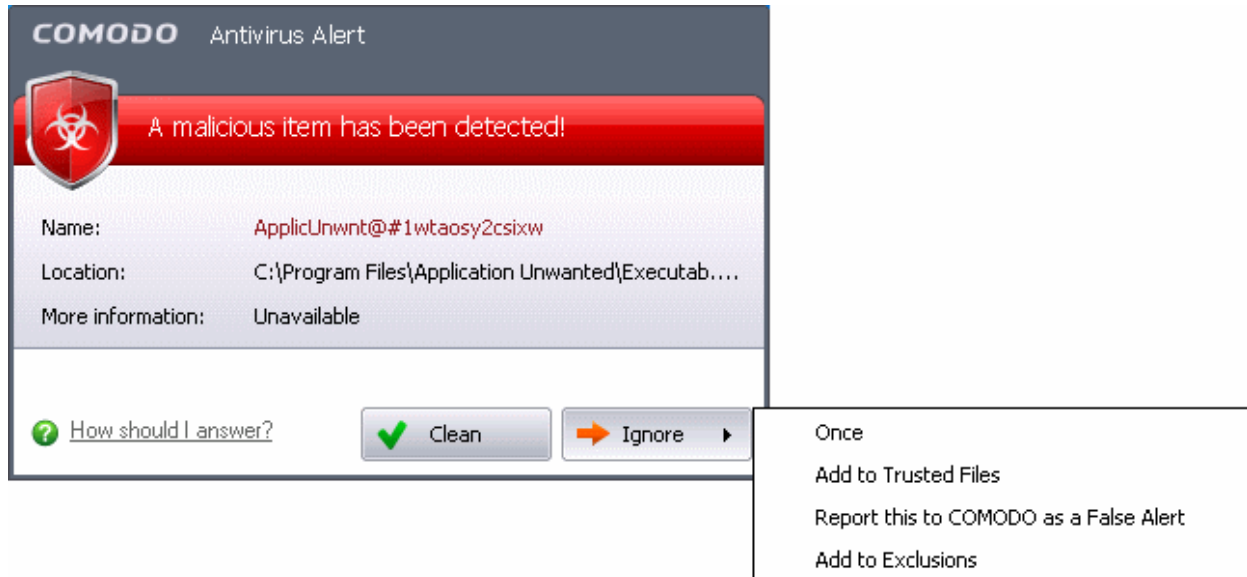 COMODO Antivirus Alert
A malicious item has been detected!
Name: ApplicUnwnt@#1wtaosy2csixw
Location: C:\Program Files\Application Unwanted\Executab....
More information: Unavailable
How should I answer? Clean Ignore
Once
Add to Trusted Files
Report this to COMODO as a False Alert
Add to Exclusions